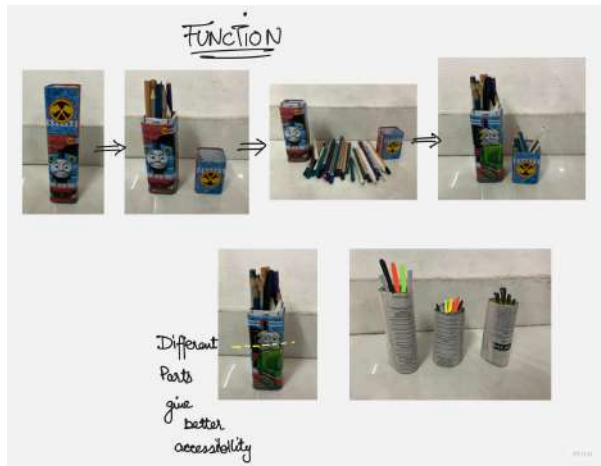 FUNCTION
Different
Parts
give
better
accessibility